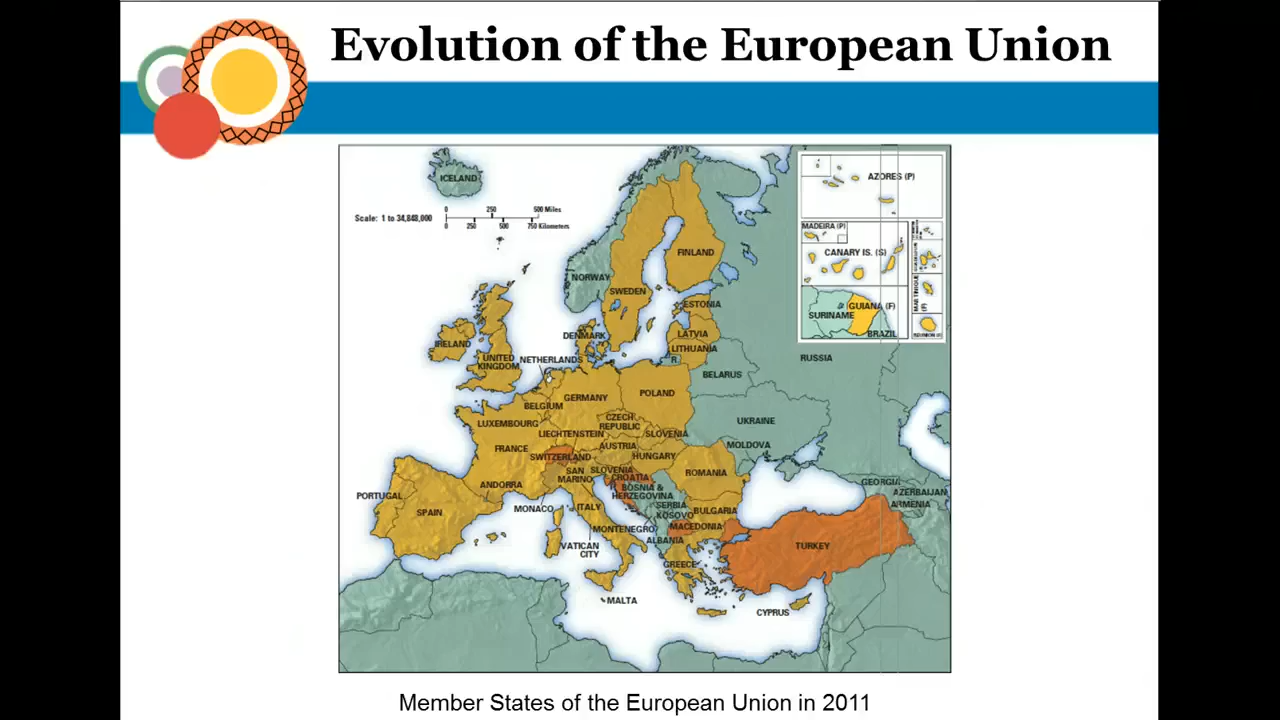 Evolution of the European Union
ICELAND
Scale: 1 to 34,848,000
0 250 500 Miles
0 250 500 750 Kilometers
AZORES (P)
MADEIRA (P)
CANARY IS. (S)
GUIANA (F)
SURINAME
BRAZIL
MARTINIQUE
(F)
FINLAND
NORWAY
SWEDEN
ESTONIA
DENMARK
LATVIA
IRELAND
LITHUANIA
UNITED
KINGDOM
NETHERLANDS
R
RUSSIA
BELARUS
POLAND
GERMANY
BELGIUM
LUXEMBOURG
CZECH
REPUBLIC
UKRAINE
LIECHTENSTEIN
SLOVENIA
FRANCE
AUSTRIA
MOLDOVA
SWITZERLAND
HUNGARY
SAN
MARINO
SLOVENIA
CROATIA
ROMANIA
ANDORRA
BOSNIA &
HERZEGOVINA
GEORGIA
AZERBAIJAN
ARMENIA
PORTUGAL
SPAIN
MONACO
ITALY
SERBIA
KOSOVO
BULGARIA
MONTENEGRO
MACEDONIA
ALBANIA
VATICAN
CITY
TURKEY
GREECE
MALTA
CYPRUS
Member States of the European Union in 2011